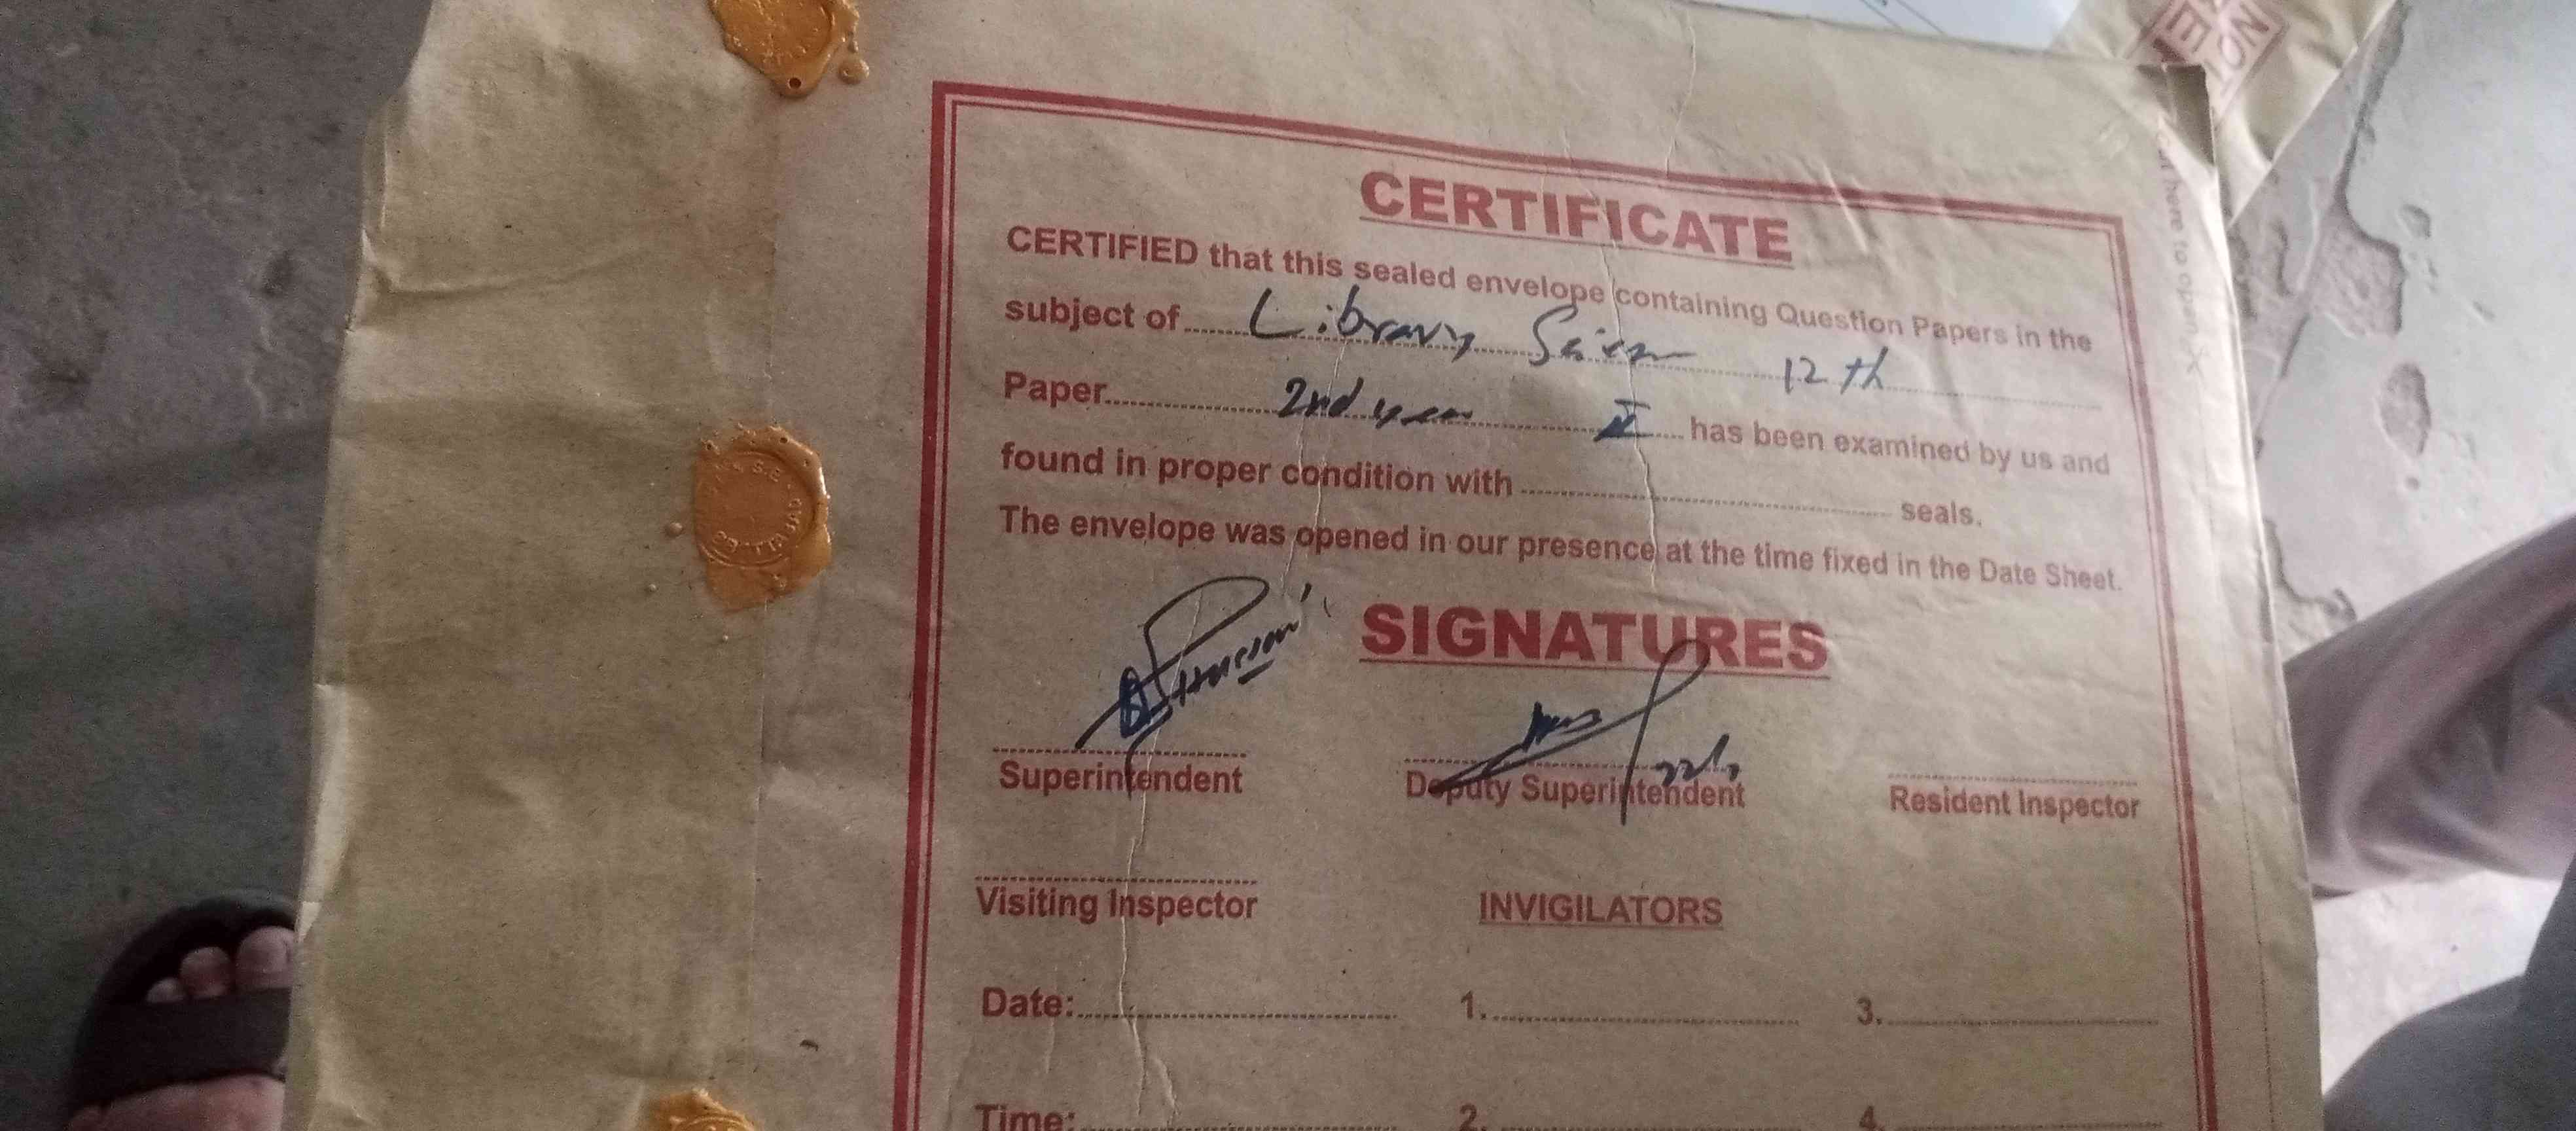 CERTIFICATE
CERTIFIED that this sealed envelope containing Question Papers in the
subject of Library 12th
Paper 2nd year II has been examined by us and
found in proper condition with seals.
The envelope was opened in our presence at the time fixed in the Date Sheet.
SIGNATURES
Superintendent Deputy Superintendent Resident Inspector
Visiting Inspector INVIGILATORS
Date: 1. 3.
Time: 2. 4.
here to open